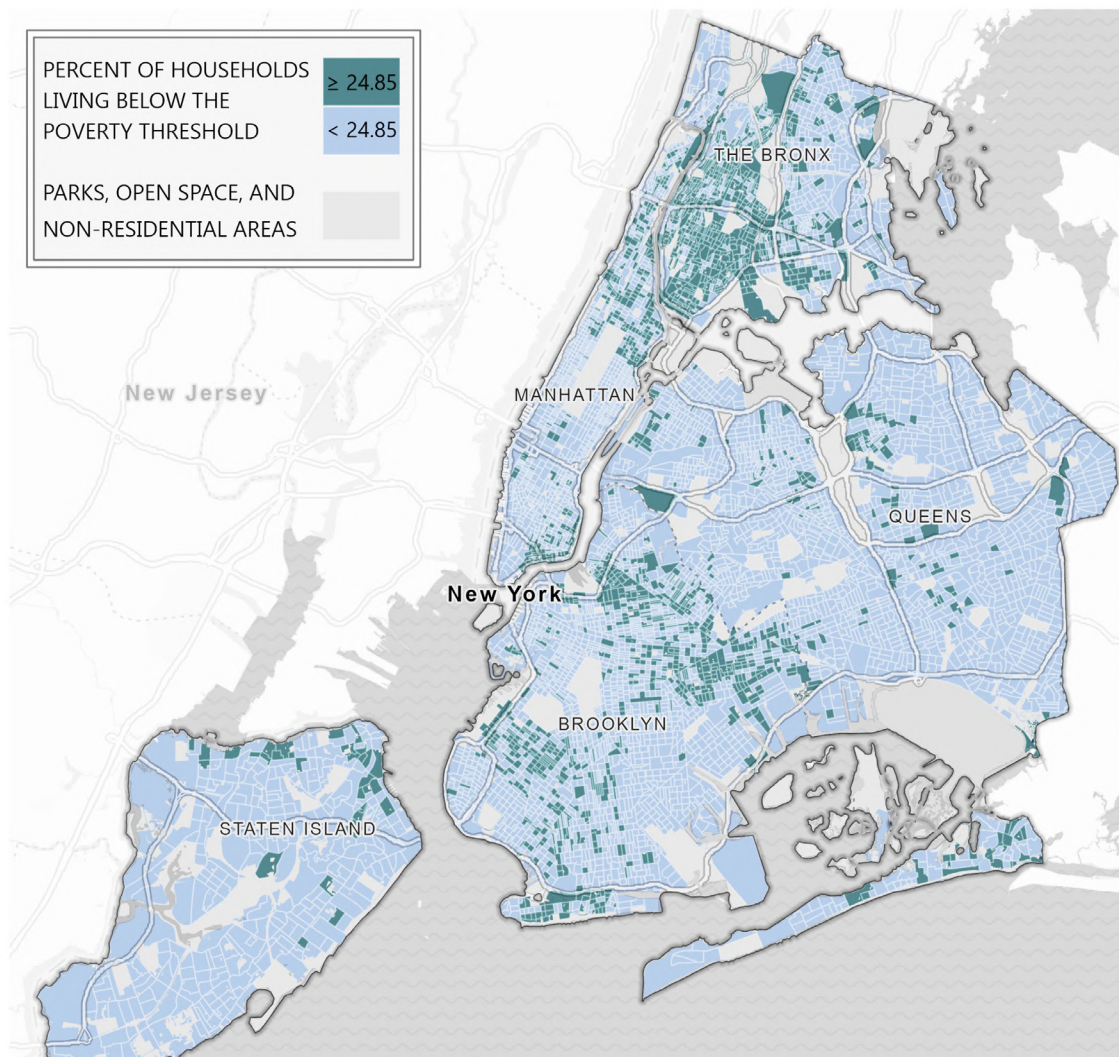 PERCENT OF HOUSEHOLDS
LIVING BELOW THE
POVERTY THRESHOLD
≥ 24.85
< 24.85
PARKS, OPEN SPACE, AND
NON-RESIDENTIAL AREAS
THE BRONX
New Jersey
MANHATTAN
QUEENS
New York
BROOKLYN
STATEN ISLAND